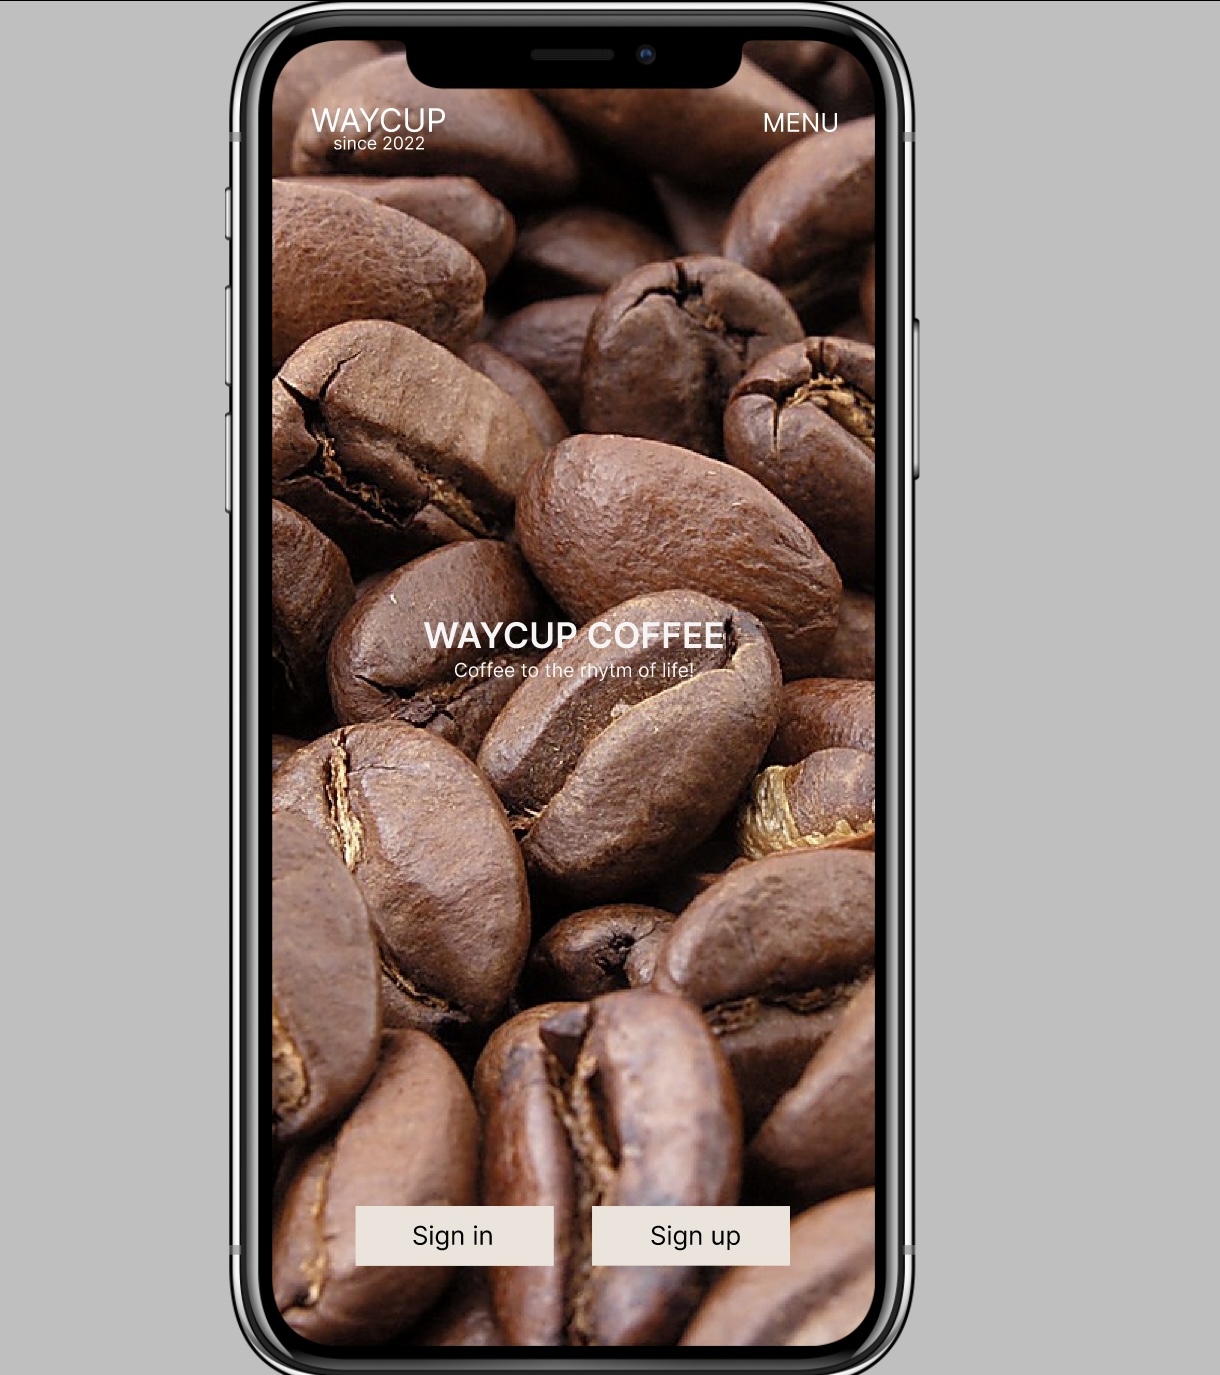 WAYCUP
since 2022
MENU
WAYCUP COFFEE
Coffee to the rhytm of life!
Sign in
Sign up